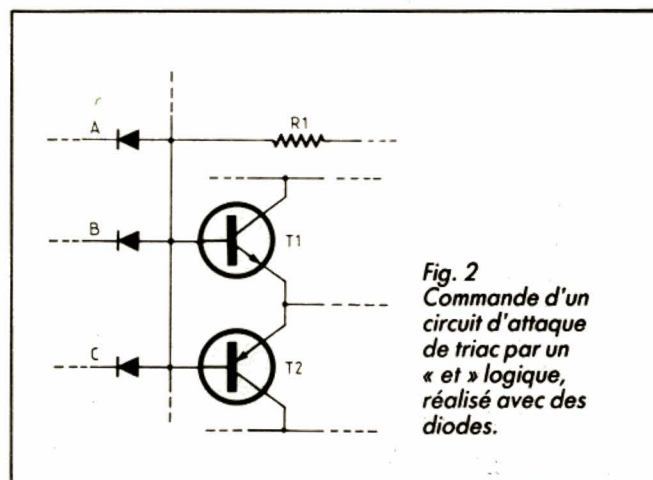 A
R1
B
T1
C
T2
Fig. 2
Commande d'un
circuit d'attaque
de triac par un
« et » logique,
réalisé avec des
diodes.